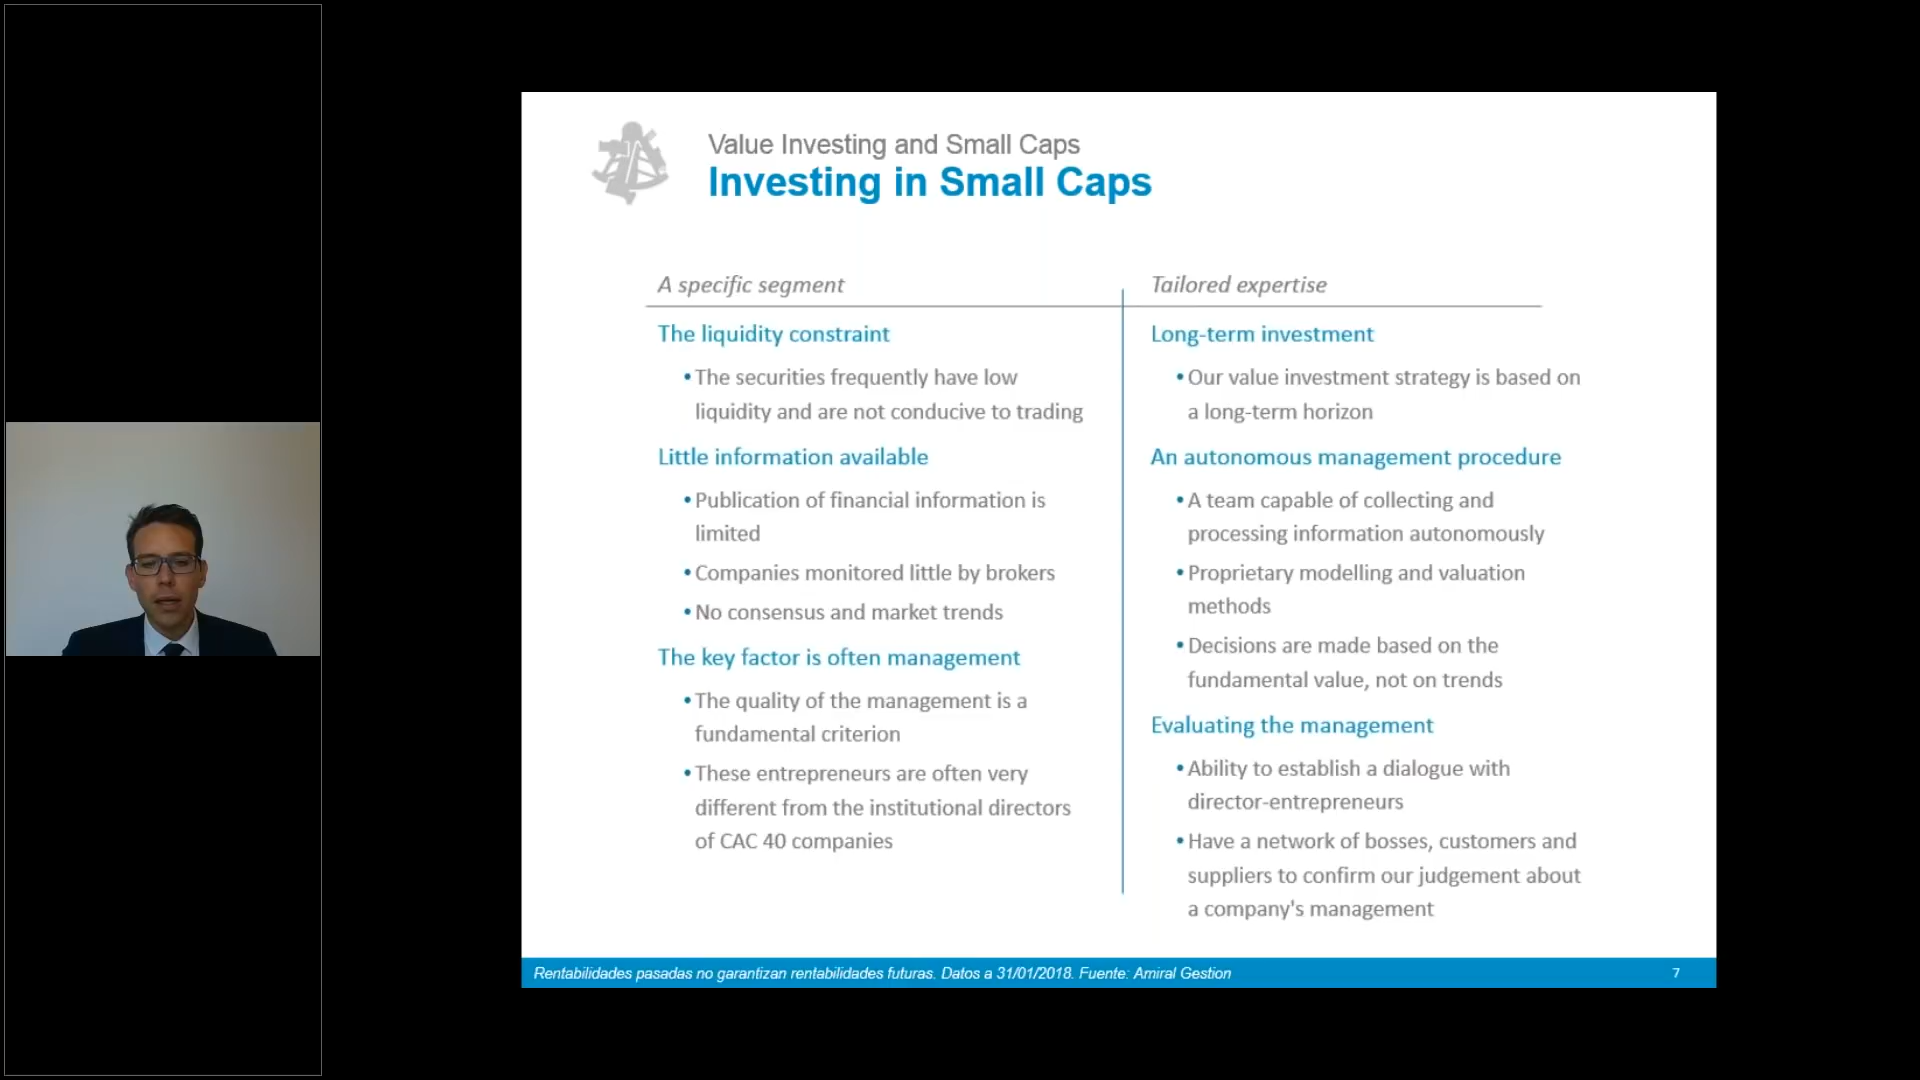 Value Investing and Small Caps
Investing in Small Caps
A specific segment
The liquidity constraint
•The securities frequently have low
liquidity and are not conducive to trading
Little information available
•Publication of financial information is
limited
•Companies monitored little by brokers
•No consensus and market trends
The key factor is often management
•The quality of the management is a
fundamental criterion
•These entrepreneurs are often very
different from the institutional directors
of CAC 40 companies
Tailored expertise
Long-term investment
•Our value investment strategy is based on
a long-term horizon
An autonomous management procedure
•A team capable of collecting and
processing information autonomously
•Proprietary modelling and valuation
methods
•Decisions are made based on the
fundamental value, not on trends
Evaluating the management
•Ability to establish a dialogue with
director-entrepreneurs
•Have a network of bosses, customers and
suppliers to confirm our judgement about
a company's management
Rentabilidades pasadas no garantizan rentabilidades futuras. Datos a 31/01/2018. Fuente: Amiral Gestion
7